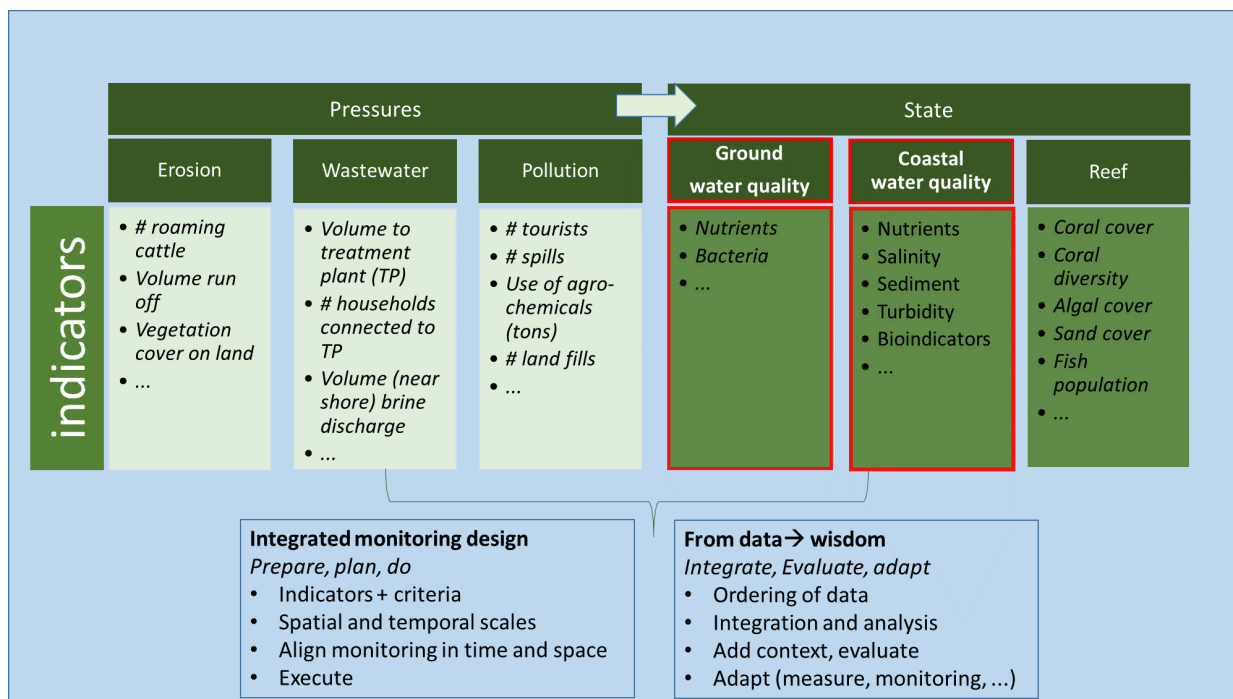 Pressures
State
Erosion
Wastewater
Pollution
Ground
water quality
Coastal
water quality
Reef
indicators
• # roaming
cattle
• Volume run
off
• Vegetation
cover on land
• ...
• Volume to
treatment
plant (TP)
• # households
connected to
TP
• Volume (near
shore) brine
discharge
• ...
• # tourists
• # spills
• Use of agro-
chemicals
(tons)
• # land fills
• ...
• Nutrients
• Bacteria
• ...
• Nutrients
• Salinity
• Sediment
• Turbidity
• Bioindicators
• ...
• Coral cover
• Coral
diversity
• Algal cover
• Sand cover
• Fish
population
• ...
Integrated monitoring design
Prepare, plan, do
• Indicators + criteria
• Spatial and temporal scales
• Align monitoring in time and space
• Execute
From data→ wisdom
Integrate, Evaluate, adapt
• Ordering of data
• Integration and analysis
• Add context, evaluate
• Adapt (measure, monitoring, ...)